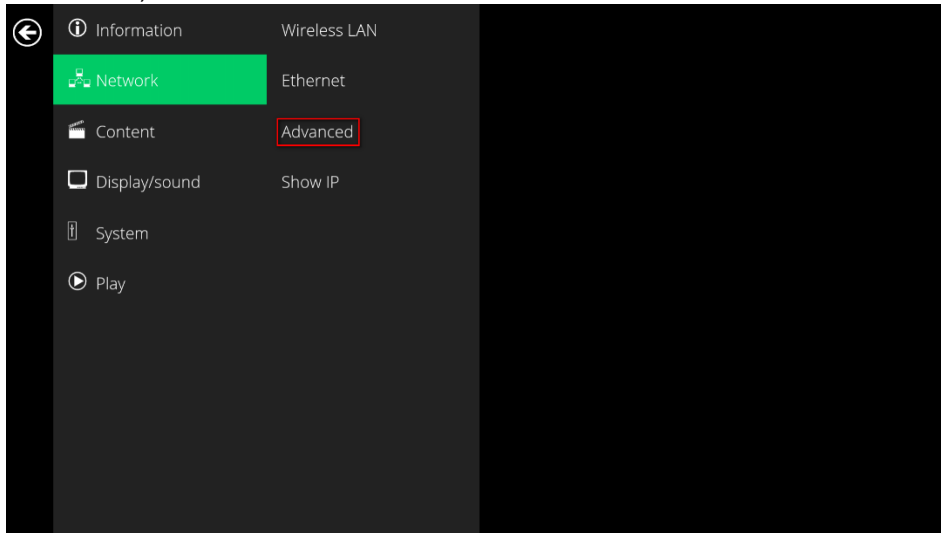 Information
Network
Content
Display/sound
System
Play
Wireless LAN
Ethernet
Advanced
Show IP